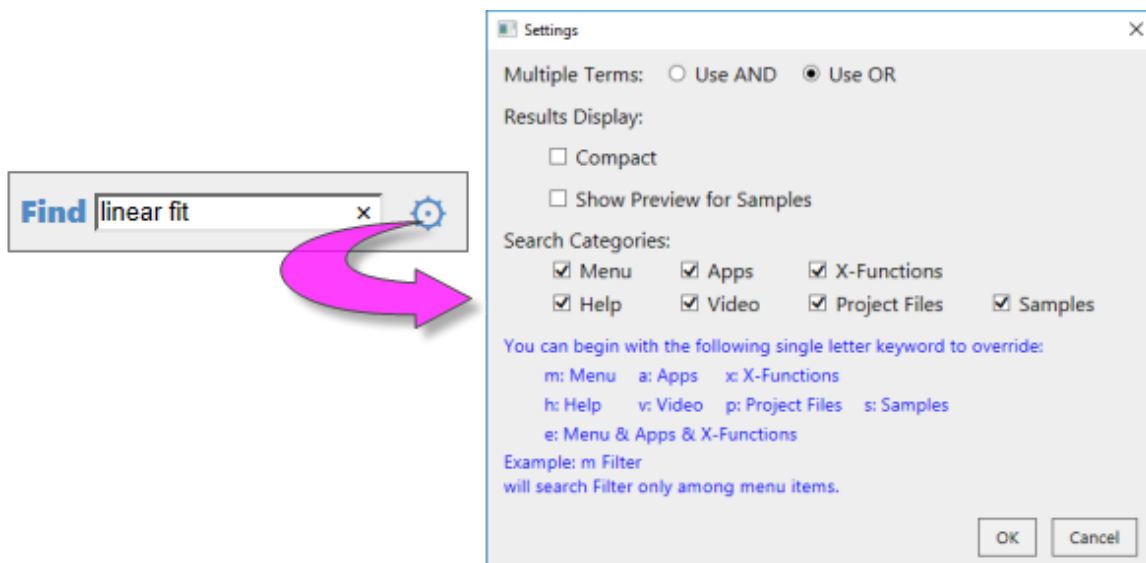 Find linear fit ×
Settings
Multiple Terms: Use AND Use OR
Results Display:
Compact
Show Preview for Samples
Search Categories:
Menu Apps X-Functions
Help Video Project Files Samples
You can begin with the following single letter keyword to override:
m: Menu a: Apps x: X-Functions
h: Help v: Video p: Project Files s: Samples
e: Menu & Apps & X-Functions
Example: m Filter
will search Filter only among menu items.
OK Cancel